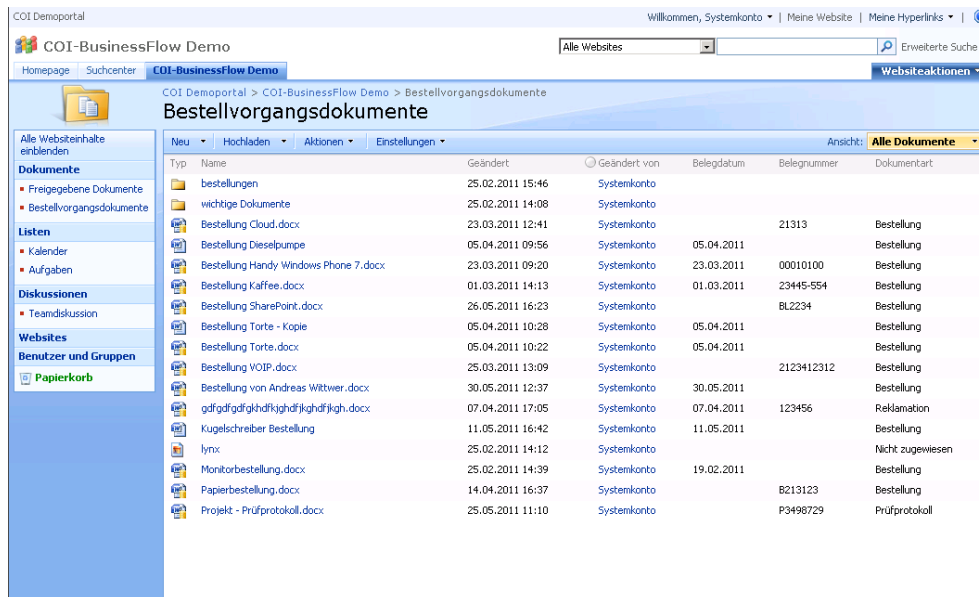 COI Demoportal
Willkommen, Systemkonto | Meine Website | Meine Hyperlinks |
COI-BusinessFlow Demo
Alle Websites
Erweiterte Suche
Homepage Suchcenter COI-BusinessFlow Demo
Websiteaktionen
COI Demoportal > COI-BusinessFlow Demo > Bestellvorgangsdokumente
Bestellvorgangsdokumente
Alle Websiteinhalte
einblenden
Dokumente
Freigegebene Dokumente
Bestellvorgangsdokumente
Listen
Kalender
Aufgaben
Diskussionen
Teamdiskussion
Websites
Benutzer und Gruppen
Papierkorb
Neu Hochladen Aktionen Einstellungen Ansicht: Alle Dokumente
Typ Name Geändert Geändert von Belegdatum Belegnummer Dokumentart
bestellungen 25.02.2011 15:46 Systemkonto
wichtige Dokumente 25.02.2011 14:08 Systemkonto
Bestellung Cloud.docx 23.03.2011 12:41 Systemkonto 21313 Bestellung
Bestellung Dieselpumpe 05.04.2011 09:56 Systemkonto 05.04.2011 Bestellung
Bestellung Handy Windows Phone 7.docx 23.03.2011 09:20 Systemkonto 23.03.2011 00010100 Bestellung
Bestellung Kaffee.docx 01.03.2011 14:13 Systemkonto 01.03.2011 23445-554 Bestellung
Bestellung SharePoint.docx 26.05.2011 16:23 Systemkonto BL2234 Bestellung
Bestellung Torte - Kopie 05.04.2011 10:28 Systemkonto 05.04.2011 Bestellung
Bestellung Torte.docx 05.04.2011 10:22 Systemkonto 05.04.2011 Bestellung
Bestellung VOIP.docx 25.03.2011 13:09 Systemkonto 2123412312 Bestellung
Bestellung von Andreas Wittwer.docx 30.05.2011 12:37 Systemkonto 30.05.2011 Bestellung
gdfgdfgdfgkhdfkjghdfjkghdfjkgh.docx 07.04.2011 17:05 Systemkonto 07.04.2011 123456 Reklamation
Kugelschreiber Bestellung 11.05.2011 16:42 Systemkonto 11.05.2011 Bestellung
lynx 25.02.2011 14:12 Systemkonto Nicht zugewiesen
Monitorbestellung.docx 25.02.2011 14:39 Systemkonto 19.02.2011 Bestellung
Papierbestellung.docx 14.04.2011 16:37 Systemkonto B213123 Bestellung
Projekt - Prüfprotokoll.docx 25.05.2011 11:10 Systemkonto P3498729 Prüfprotokoll